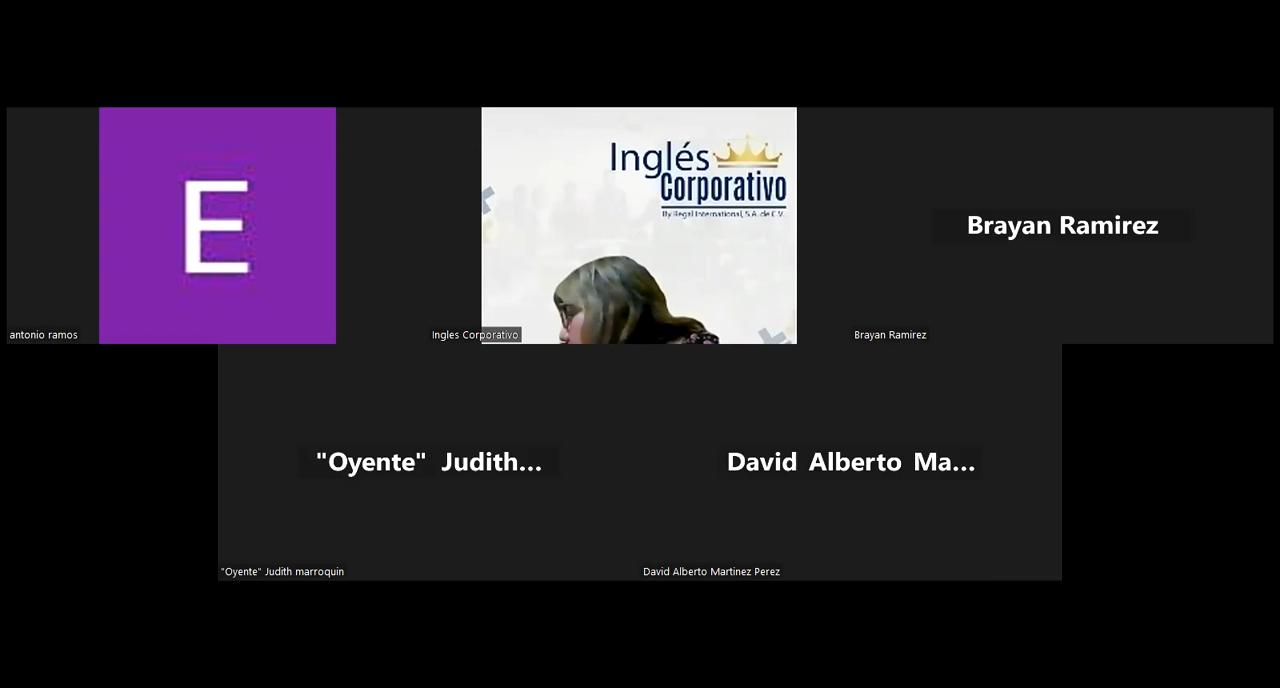 E
antonio ramos
Inglés
Corporativo
By Regal International, S.A. de C.V.
Ingles Corporativo
Brayan Ramirez
Brayan Ramirez
"Oyente" Judith...
"Oyente" Judith marroquin
David Alberto Ma...
David Alberto Martinez Perez